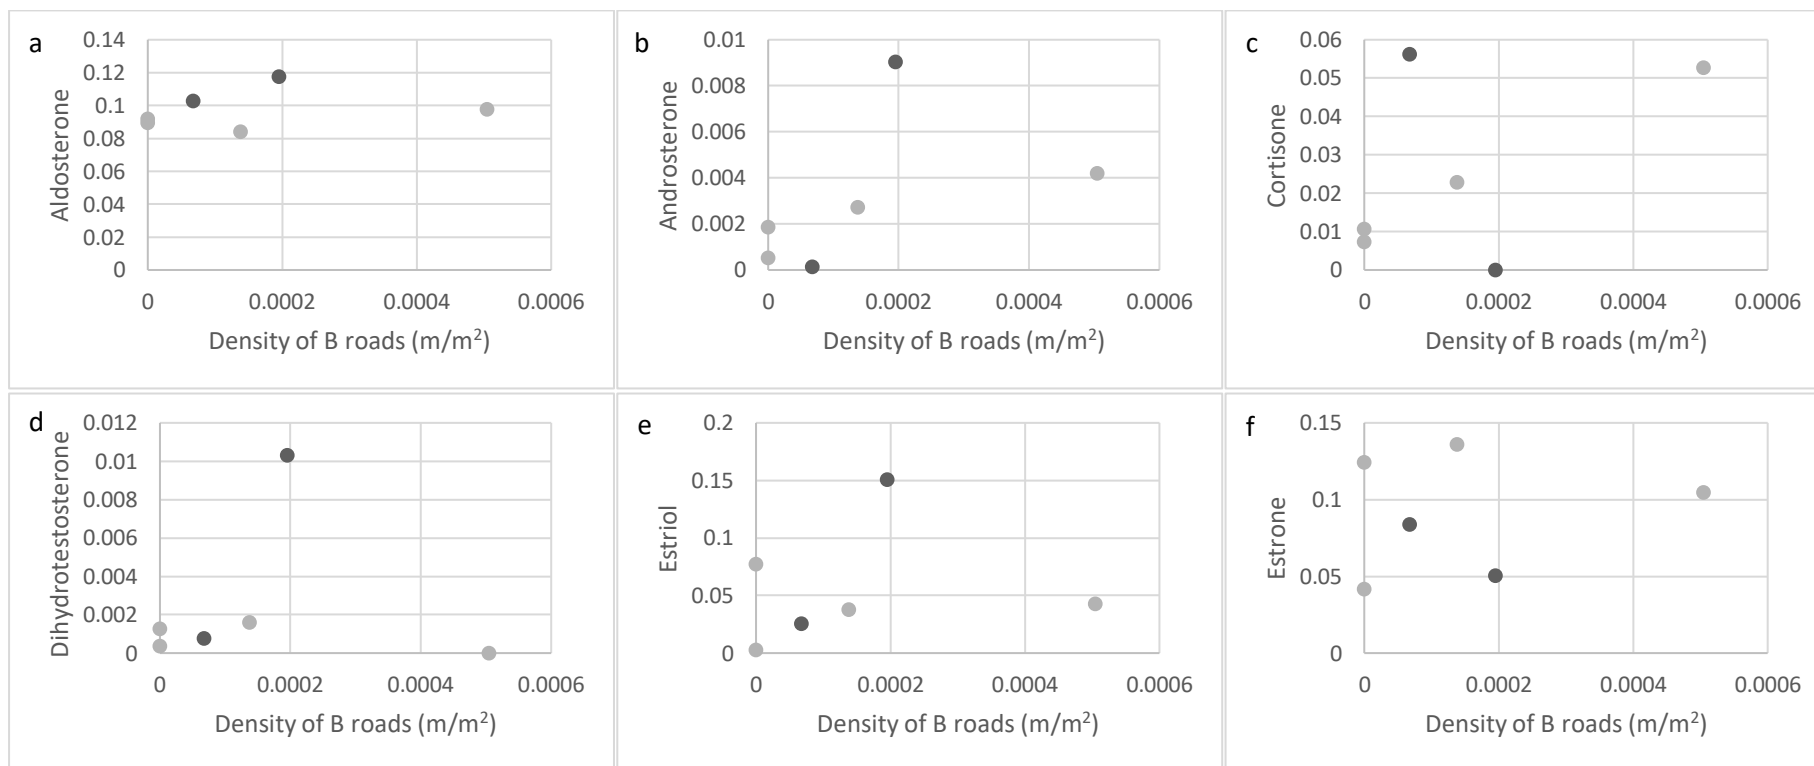 a
0.14
0.12
0.1
0.08
0.06
0.04
0.02
0
Aldosterone
0 0.0002 0.0004 0.0006
Density of B roads (m/m²)
b
0.01
0.008
0.006
0.004
0.002
0
Androsterone
0 0.0002 0.0004 0.0006
Density of B roads (m/m²)
c
0.06
0.05
0.04
0.03
0.02
0.01
0
Cortisone
0 0.0002 0.0004 0.0006
Density of B roads (m/m²)
d
0.012
0.01
0.008
0.006
0.004
0.002
0
Dihydrotestosterone
0 0.0002 0.0004 0.0006
Density of B roads (m/m²)
e
0.2
0.15
0.1
0.05
0
Estriol
0 0.0002 0.0004 0.0006
Density of B roads (m/m²)
f
0.15
0.1
0.05
0
Estrone
0 0.0002 0.0004 0.0006
Density of B roads (m/m²)